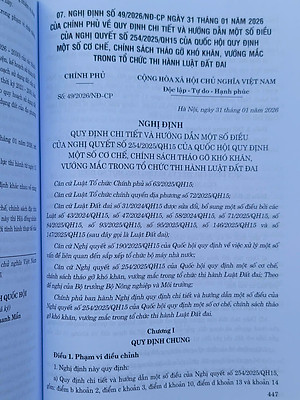 07. NGHỊ ĐỊNH SỐ 49/2026/NĐ-CP NGÀY 31 THÁNG 01 NĂM 2026
CỦA CHÍNH PHỦ VỀ QUY ĐỊNH CHI TIẾT VÀ HƯỚNG DẪN MỘT SỐ ĐIỀU
CỦA NGHỊ QUYẾT SỐ 254/2025/QH15 CỦA QUỐC HỘI QUY ĐỊNH
MỘT SỐ CƠ CHẾ, CHÍNH SÁCH THÁO GỠ KHÓ KHĂN, VƯỚNG MẮC
TRONG TỔ CHỨC THI HÀNH LUẬT ĐẤT ĐAI
CHÍNH PHỦ
CỘNG HÒA XÃ HỘI CHỦ NGHĨA VIỆT NAM
Độc lập - Tự do - Hạnh phúc
Số: 49/2026/NĐ-CP
Hà Nội, ngày 31 tháng 01 năm 2026
NGHỊ ĐỊNH
QUY ĐỊNH CHI TIẾT VÀ HƯỚNG DẪN MỘT SỐ ĐIỀU
CỦA NGHỊ QUYẾT SỐ 254/2025/QH15 CỦA QUỐC HỘI QUY ĐỊNH
MỘT SỐ CƠ CHẾ, CHÍNH SÁCH THÁO GỠ KHÓ KHĂN,
VƯỚNG MẮC TRONG TỔ CHỨC THI HÀNH LUẬT ĐẤT ĐAI
Căn cứ Luật Tổ chức Chính phủ số 63/2025/QH15;
Căn cứ Luật Tổ chức chính quyền địa phương số 72/2025/QH15;
Căn cứ Luật Đất đai số 31/2024/QH15 được sửa đổi, bổ sung một số điều bởi các
Luật số 43/2024/QH15, số 47/2024/QH15, số 58/2024/QH15, số 71/2025/QH15, số
84/2025/QH15, số 93/2025/QH15, số 95/2025/QH15, số 146/2025/QH15 và số
147/2025/QH15 (sau đây gọi là Luật Đất đai);
Căn cứ Nghị quyết số 190/2025/QH15 của Quốc hội quy định về xử lý một số
vấn đề liên quan đến sắp xếp tổ chức bộ máy nhà nước;
Căn cứ Nghị quyết số 254/2025/QH15 của Quốc hội quy định một số cơ chế,
chính sách tháo gỡ khó khăn, vướng mắc trong tổ chức thi hành Luật Đất đai; Theo
đề nghị của Bộ trưởng Bộ Nông nghiệp và Môi trường;
Chính phủ ban hành Nghị định quy định chi tiết và hướng dẫn một số điều của
Nghị quyết số 254/2025/QH15 của Quốc hội quy định một số cơ chế, chính sách tháo
gỡ khó khăn, vướng mắc trong tổ chức thi hành Luật Đất đai.
Chương I
QUY ĐỊNH CHUNG
Điều 1. Phạm vi điều chỉnh
1. Nghị định này quy định:
a) Quy định chi tiết và hướng dẫn một số điều của Nghị quyết số 254/2025/QH15,
gồm: điểm b khoản 2, điểm c khoản 3, điểm d khoản 10, điểm d khoản 13 và khoản 14
447